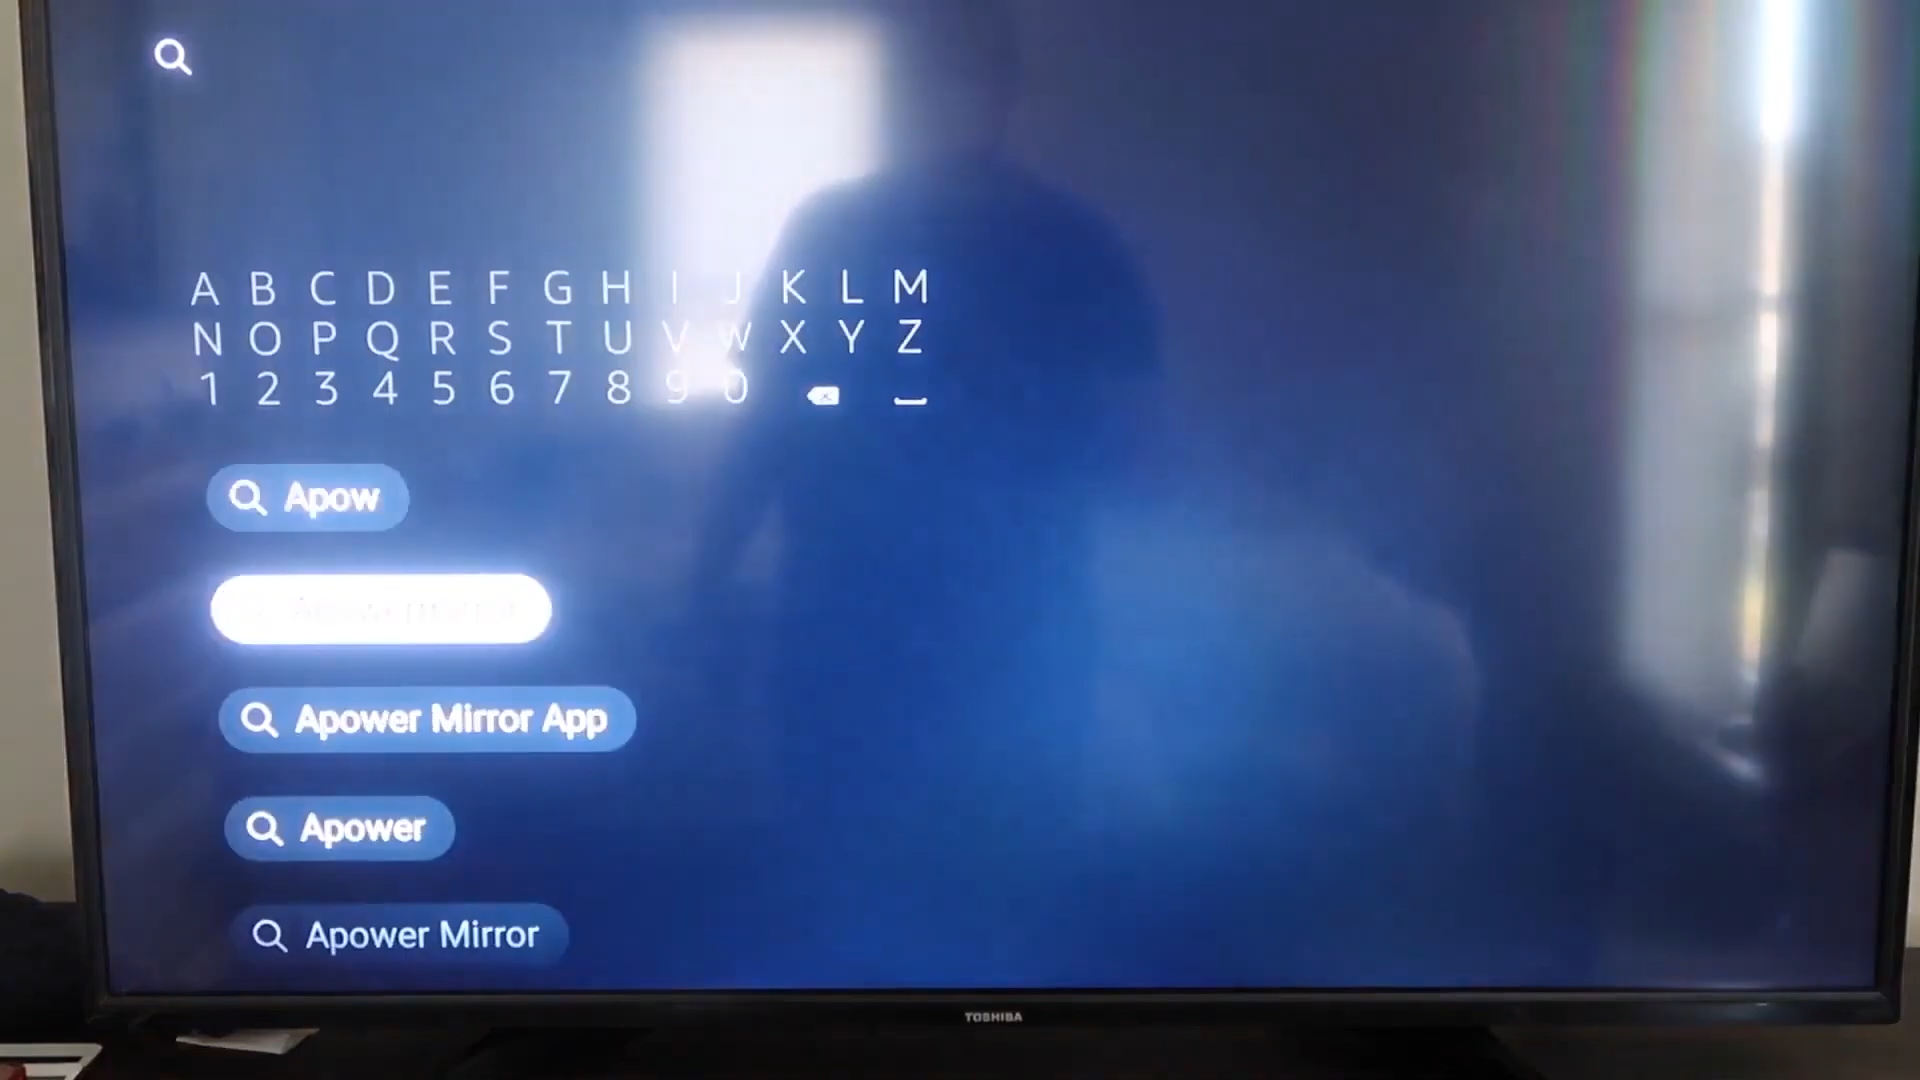 A B C D E F G H I J K L M
N O P Q R S T U V W X Y Z
1 2 3 4 5 6 7 8 9 0
Apow
Apower Mirror App
Apower
Apower Mirror
TOSHIBA